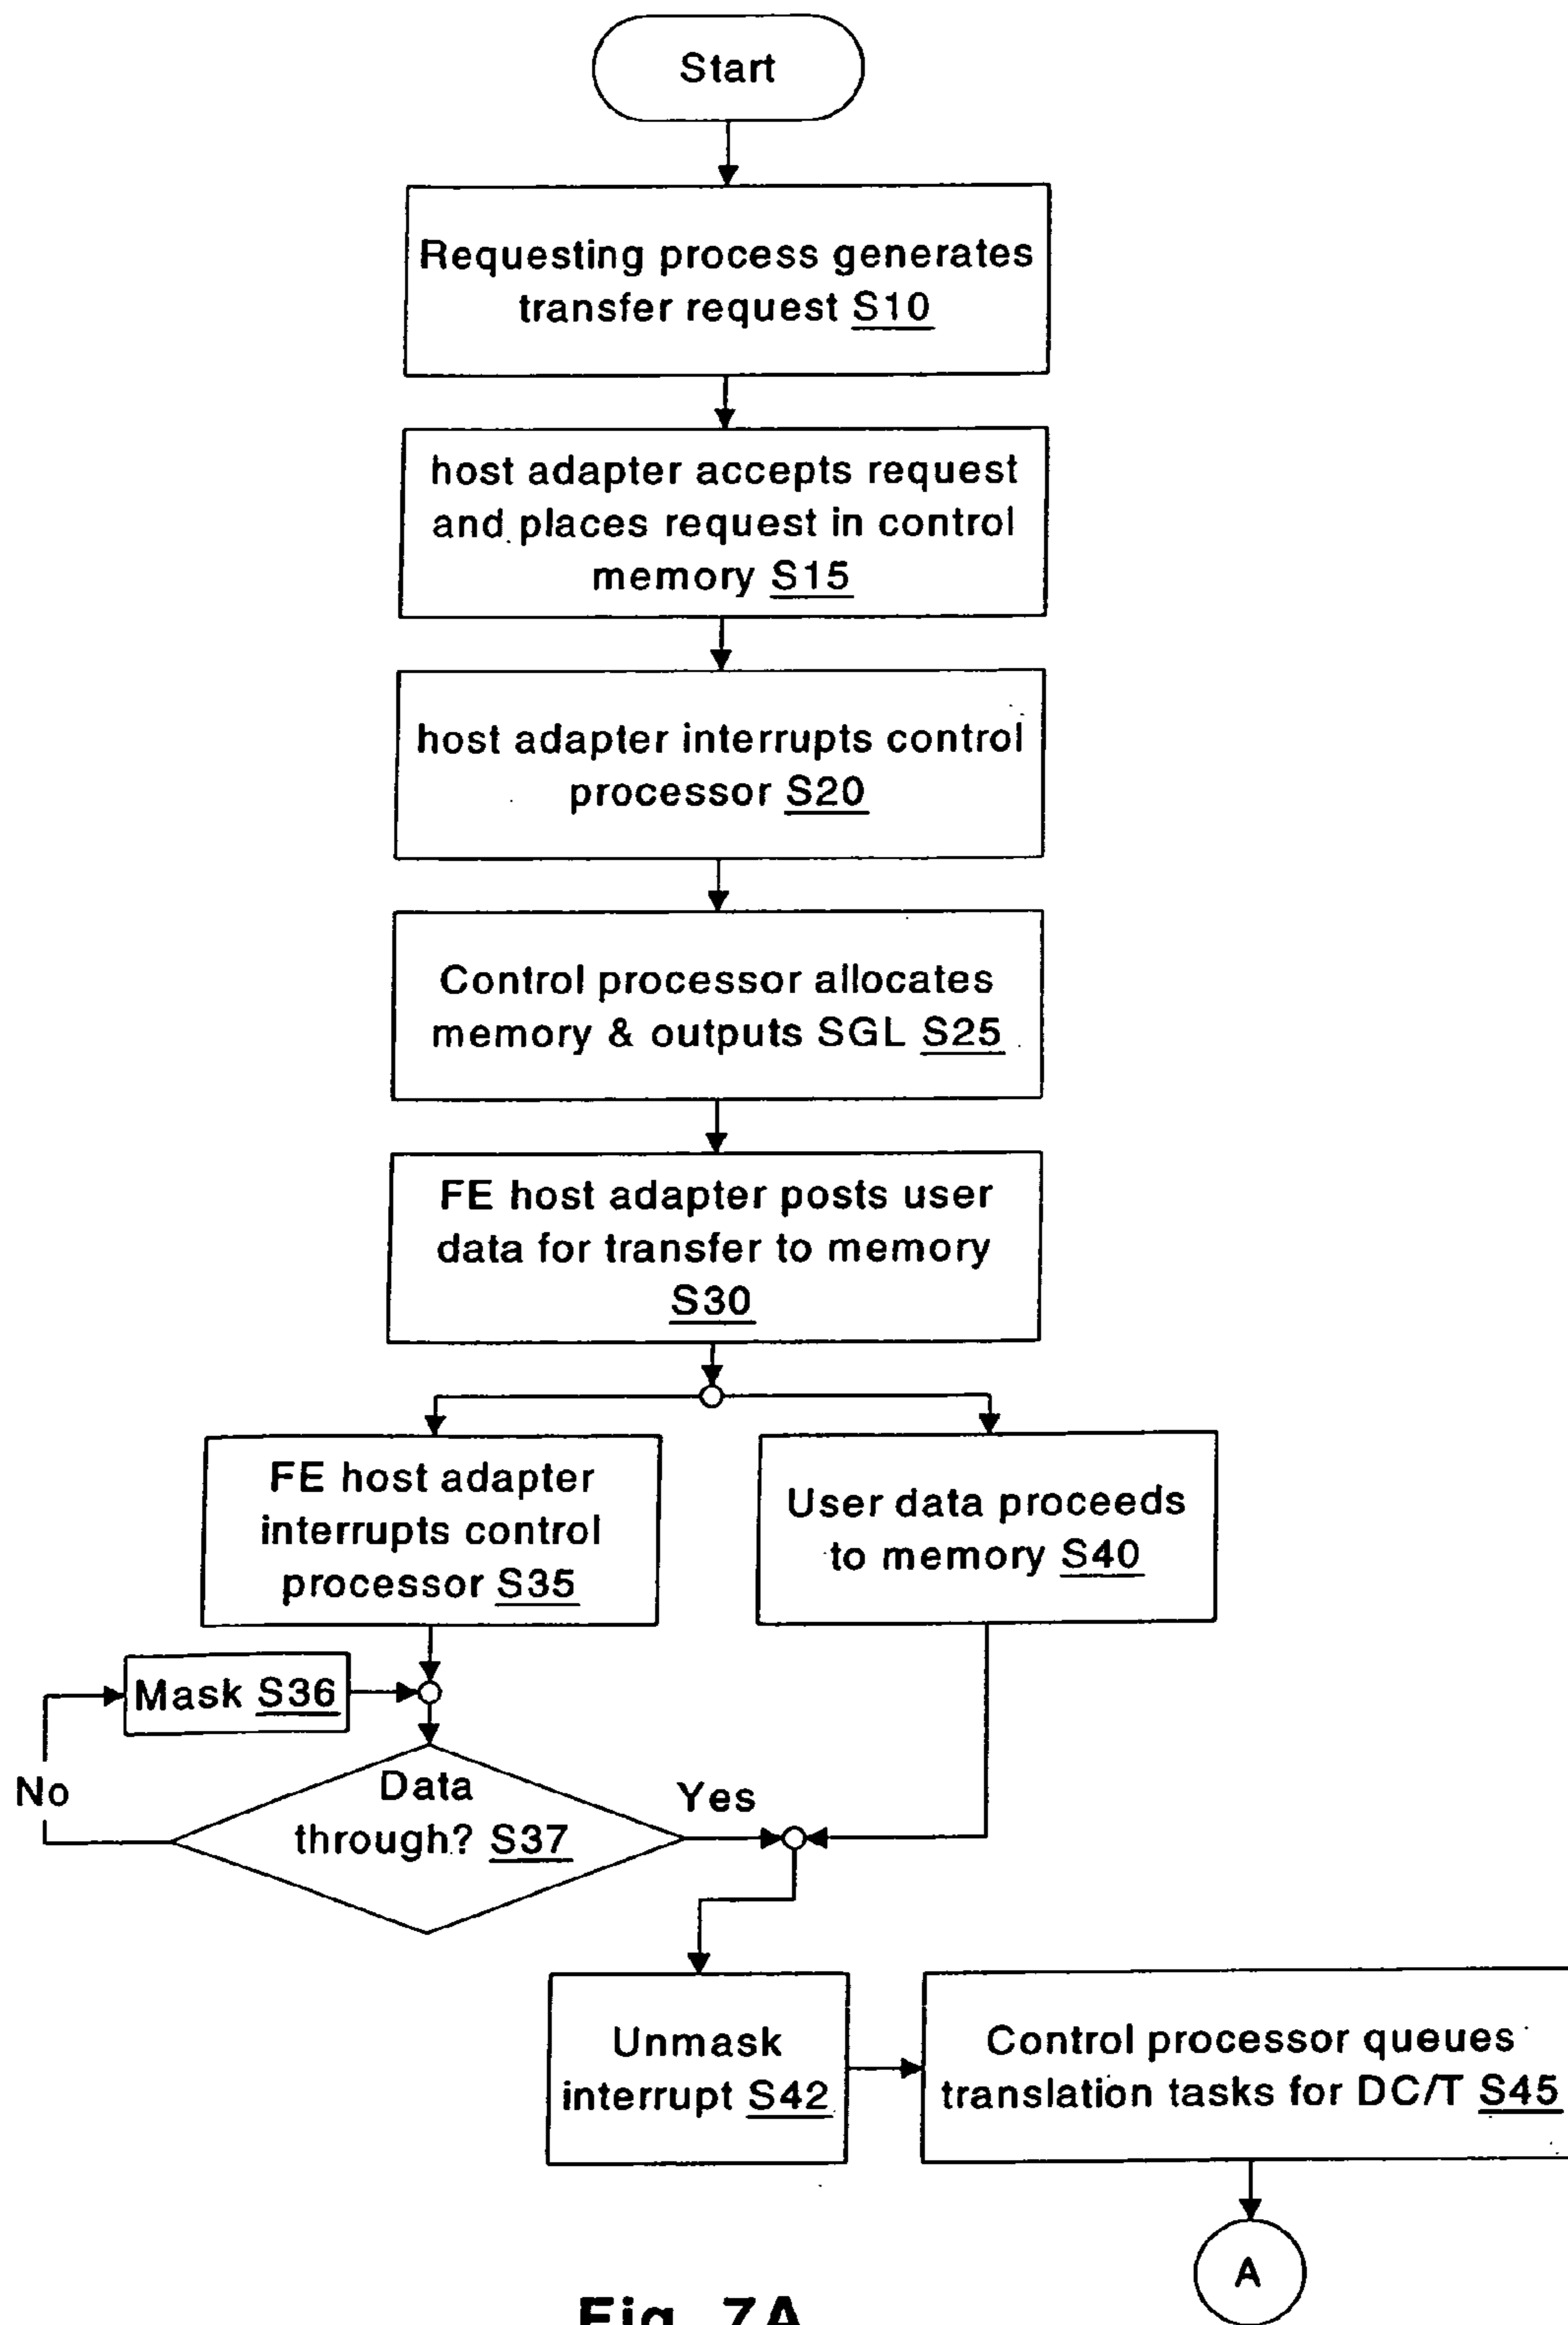 Start
Requesting process generates
transfer request S10
host adapter accepts request
and places request in control
memory S15
host adapter interrupts control
processor S20
Control processor allocates
memory & outputs SGL S25
FE host adapter posts user
data for transfer to memory
S30
FE host adapter
interrupts control
processor S35
User data proceeds
to memory S40
Mask S36
No
Data
through? S37
Yes
Unmask
interrupt S42
Control processor queues
translation tasks for DC/T S45
A
Fig. 7A